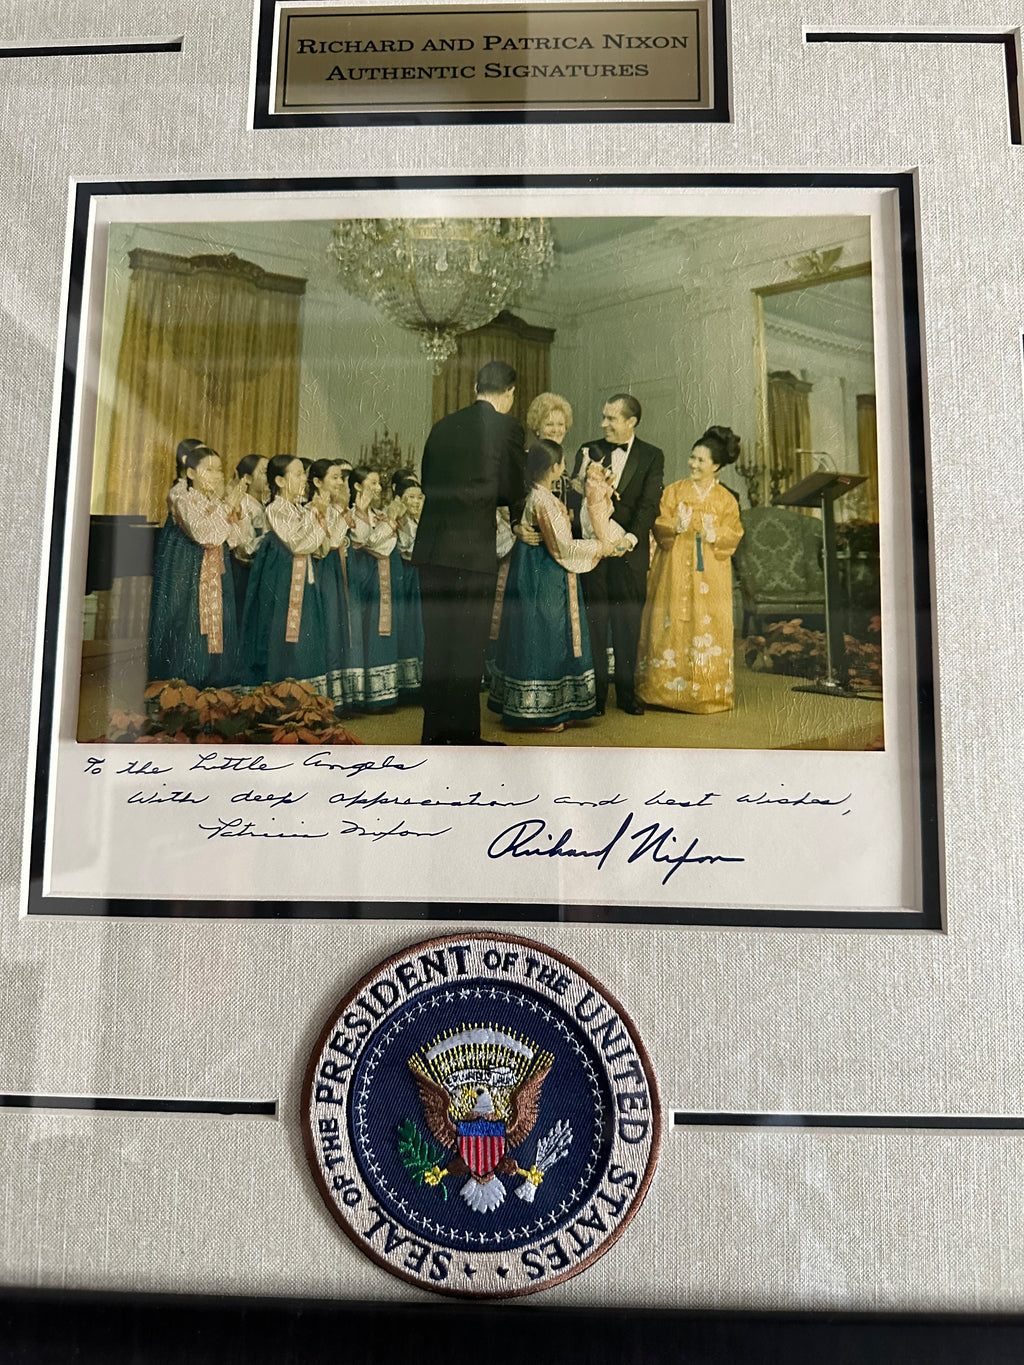 RICHARD AND PATRICA NIXON
AUTHENTIC SIGNATURES
To the Little Angels
With deep appreciation and best wishes,
Patricia Nixon Richard Nixon
SEAL OF THE PRESIDENT OF THE UNITED STATES